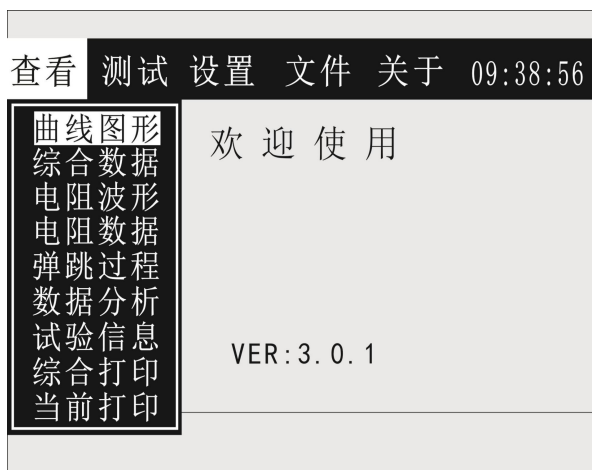 查看 测试 设置 文件 关于 09:38:56
曲线图形
综合数据
电阻波形
电阻数据
弹跳过程
数据分析
试验信息
综合打印
当前打印
欢迎使用
VER:3.0.1